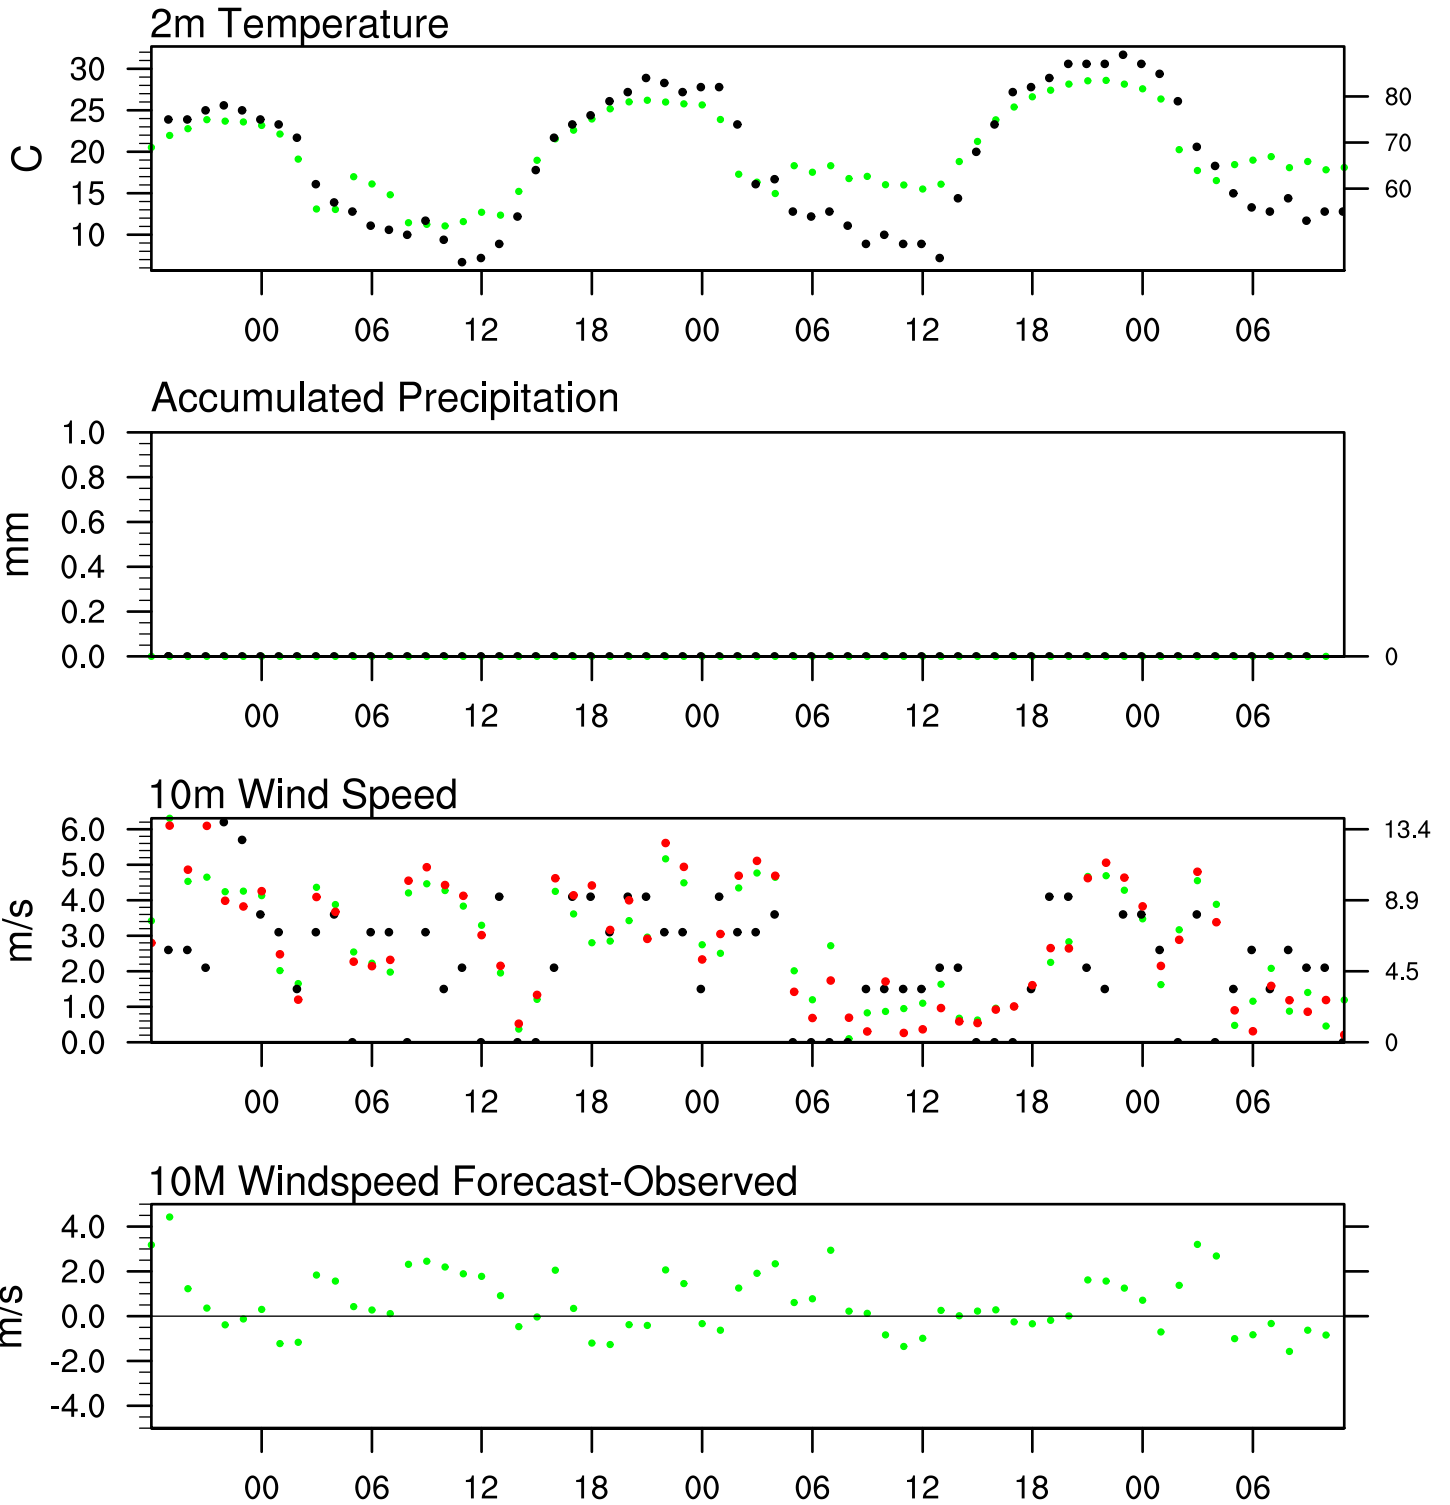 2m Temperature
30
25
20
15
10
C
80
70
60
00 06 12 18 00 06 12 18 00 06
Accumulated Precipitation
1.0
0.8
0.6
0.4
0.2
0.0
mm
0
00 06 12 18 00 06 12 18 00 06
10m Wind Speed
6.0
5.0
4.0
3.0
2.0
1.0
0.0
m/s
13.4
8.9
4.5
0
00 06 12 18 00 06 12 18 00 06
10M Windspeed Forecast-Observed
4.0
2.0
0.0
-2.0
-4.0
m/s
00 06 12 18 00 06 12 18 00 06